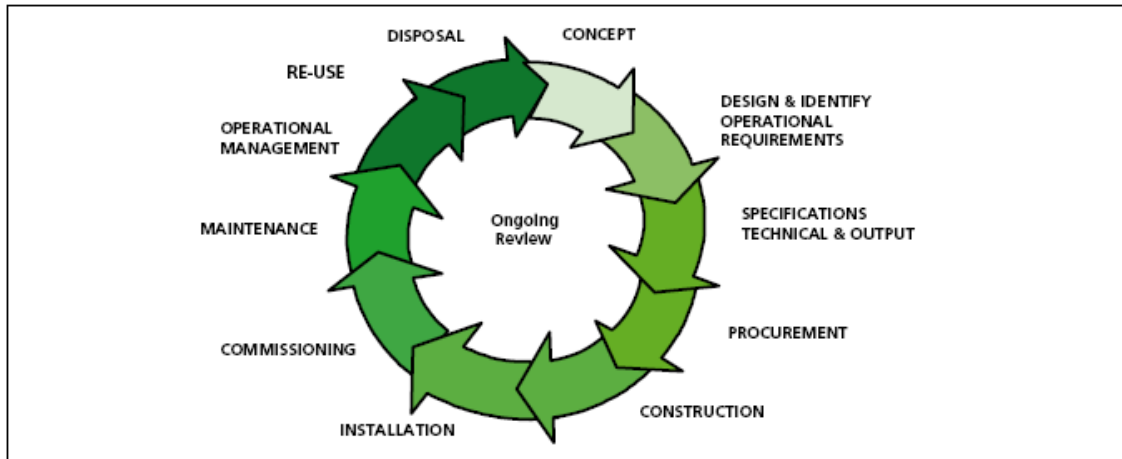 DISPOSAL
CONCEPT
RE-USE
DESIGN & IDENTIFY
OPERATIONAL
REQUIREMENTS
OPERATIONAL
MANAGEMENT
SPECIFICATIONS
TECHNICAL & OUTPUT
MAINTENANCE
Ongoing
Review
PROCUREMENT
COMMISSIONING
CONSTRUCTION
INSTALLATION